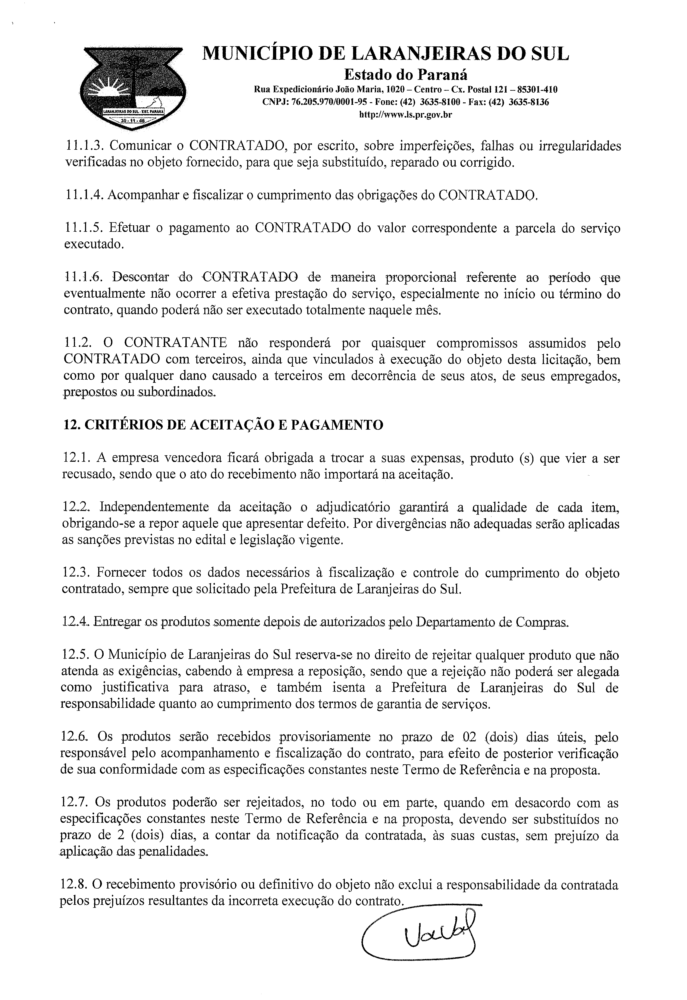 MUNICÍPIO DE LARANJEIRAS DO SUL
Estado do Paraná
Rua Expedicionário João Maria, 1020 – Centro – Cx. Postal 121 – 85301-410
CNPJ: 76.205.970/0001-95 - Fone: (42) 3635-8100 - Fax: (42) 3635-8136
http://www.ls.pr.gov.br
LARANJEIRAS DO SUL - EST. PARANÁ
30 - 11 - 46
11.1.3. Comunicar o CONTRATADO, por escrito, sobre imperfeições, falhas ou irregularidades
verificadas no objeto fornecido, para que seja substituído, reparado ou corrigido.
11.1.4. Acompanhar e fiscalizar o cumprimento das obrigações do CONTRATADO.
11.1.5. Efetuar o pagamento ao CONTRATADO do valor correspondente a parcela do serviço
executado.
11.1.6. Descontar do CONTRATADO de maneira proporcional referente ao período que
eventualmente não ocorrer a efetiva prestação do serviço, especialmente no início ou término do
contrato, quando poderá não ser executado totalmente naquele mês.
11.2. O CONTRATANTE não responderá por quaisquer compromissos assumidos pelo
CONTRATADO com terceiros, ainda que vinculados à execução do objeto desta licitação, bem
como por qualquer dano causado a terceiros em decorrência de seus atos, de seus empregados,
prepostos ou subordinados.
12. CRITÉRIOS DE ACEITAÇÃO E PAGAMENTO
12.1. A empresa vencedora ficará obrigada a trocar a suas expensas, produto (s) que vier a ser
recusado, sendo que o ato do recebimento não importará na aceitação.
12.2. Independentemente da aceitação o adjudicatório garantirá a qualidade de cada item,
obrigando-se a repor aquele que apresentar defeito. Por divergências não adequadas serão aplicadas
as sanções previstas no edital e legislação vigente.
12.3. Fornecer todos os dados necessários à fiscalização e controle do cumprimento do objeto
contratado, sempre que solicitado pela Prefeitura de Laranjeiras do Sul.
12.4. Entregar os produtos somente depois de autorizados pelo Departamento de Compras.
12.5. O Município de Laranjeiras do Sul reserva-se no direito de rejeitar qualquer produto que não
atenda as exigências, cabendo à empresa a reposição, sendo que a rejeição não poderá ser alegada
como justificativa para atraso, e também isenta a Prefeitura de Laranjeiras do Sul de
responsabilidade quanto ao cumprimento dos termos de garantia de serviços.
12.6. Os produtos serão recebidos provisoriamente no prazo de 02 (dois) dias úteis, pelo
responsável pelo acompanhamento e fiscalização do contrato, para efeito de posterior verificação
de sua conformidade com as especificações constantes neste Termo de Referência e na proposta.
12.7. Os produtos poderão ser rejeitados, no todo ou em parte, quando em desacordo com as
especificações constantes neste Termo de Referência e na proposta, devendo ser substituídos no
prazo de 2 (dois) dias, a contar da notificação da contratada, às suas custas, sem prejuízo da
aplicação das penalidades.
12.8. O recebimento provisório ou definitivo do objeto não exclui a responsabilidade da contratada
pelos prejuízos resultantes da incorreta execução do contrato.